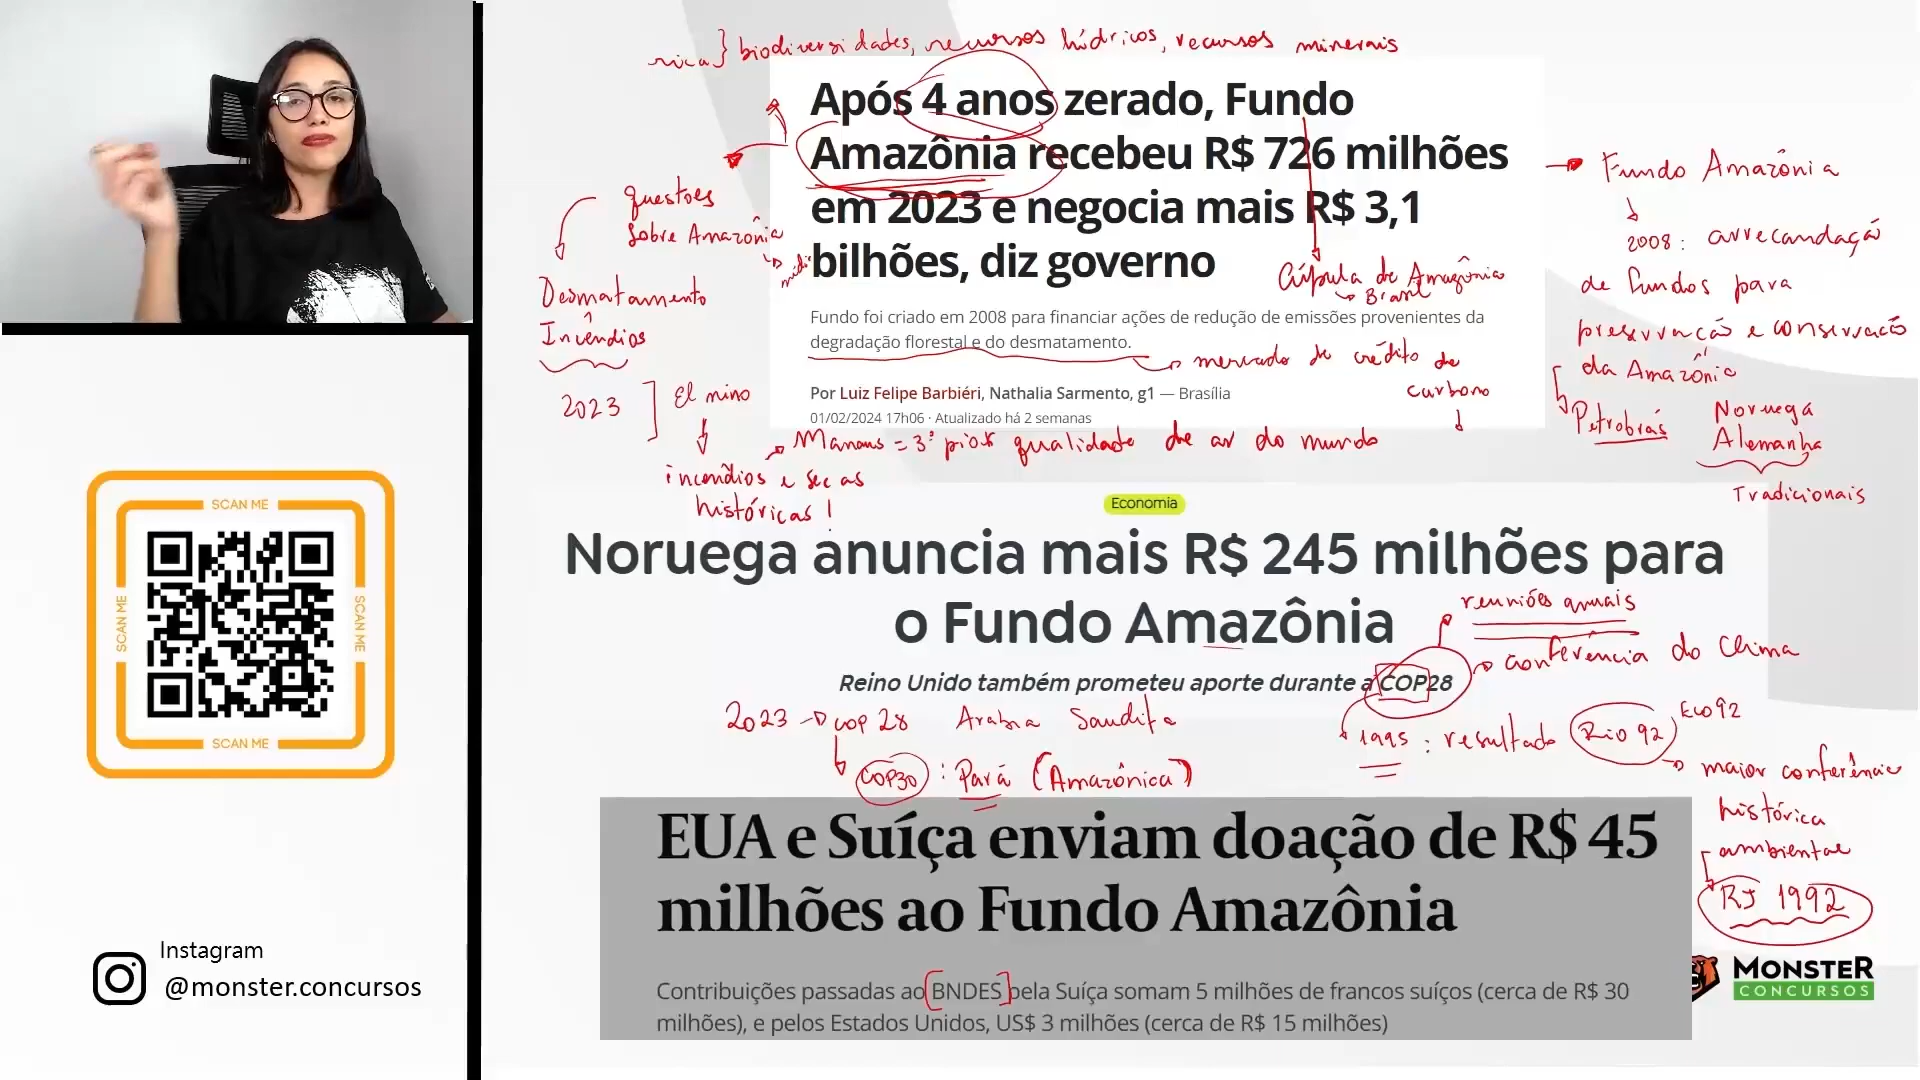 rica } biodiversidades, recursos hídricos, recursos minerais
Após 4 anos zerado, Fundo
Amazônia recebeu R$ 726 milhões
em 2023 e negocia mais R$ 3,1
bilhões, diz governo
questões
sobre Amazônia
Desmatamento
Incêndios
2023 ] El nino
incêndios e secas
históricas !
Cúpula de Amazônia
Brasil
Fundo foi criado em 2008 para financiar ações de redução de emissões provenientes da
degradação florestal e do desmatamento.
mercado de crédito de
carbono
Por Luiz Felipe Barbiéri, Nathalia Sarmento, g1 — Brasília
01/02/2024 17h06 · Atualizado há 2 semanas
Manaus = 3ª pior qualidade de ar do mundo
Fundo Amazônia
2008: arrecandação
de fundos para
preservação e conservação
da Amazônia
Petrobrás
Noruega
Alemanha
Tradicionais
Economia
Noruega anuncia mais R$ 245 milhões para
o Fundo Amazônia
Reino Unido também prometeu aporte durante a COP28
reuniões anuais
conferência do Clima
2023 → COP 28 Arabia Saudita
COP30 : Pará (Amazônica)
1995 : resultado Rio 92 Eco92
maior conferência
histórica
ambiental
RJ 1992
EUA e Suíça enviam doação de R$ 45
milhões ao Fundo Amazônia
Contribuições passadas ao [BNDES] pela Suíça somam 5 milhões de francos suíços (cerca de R$ 30
milhões), e pelos Estados Unidos, US$ 3 milhões (cerca de R$ 15 milhões)
SCAN ME
SCAN ME
SCAN ME
SCAN ME
Instagram
@monster.concursos
MONSTER
CONCURSOS